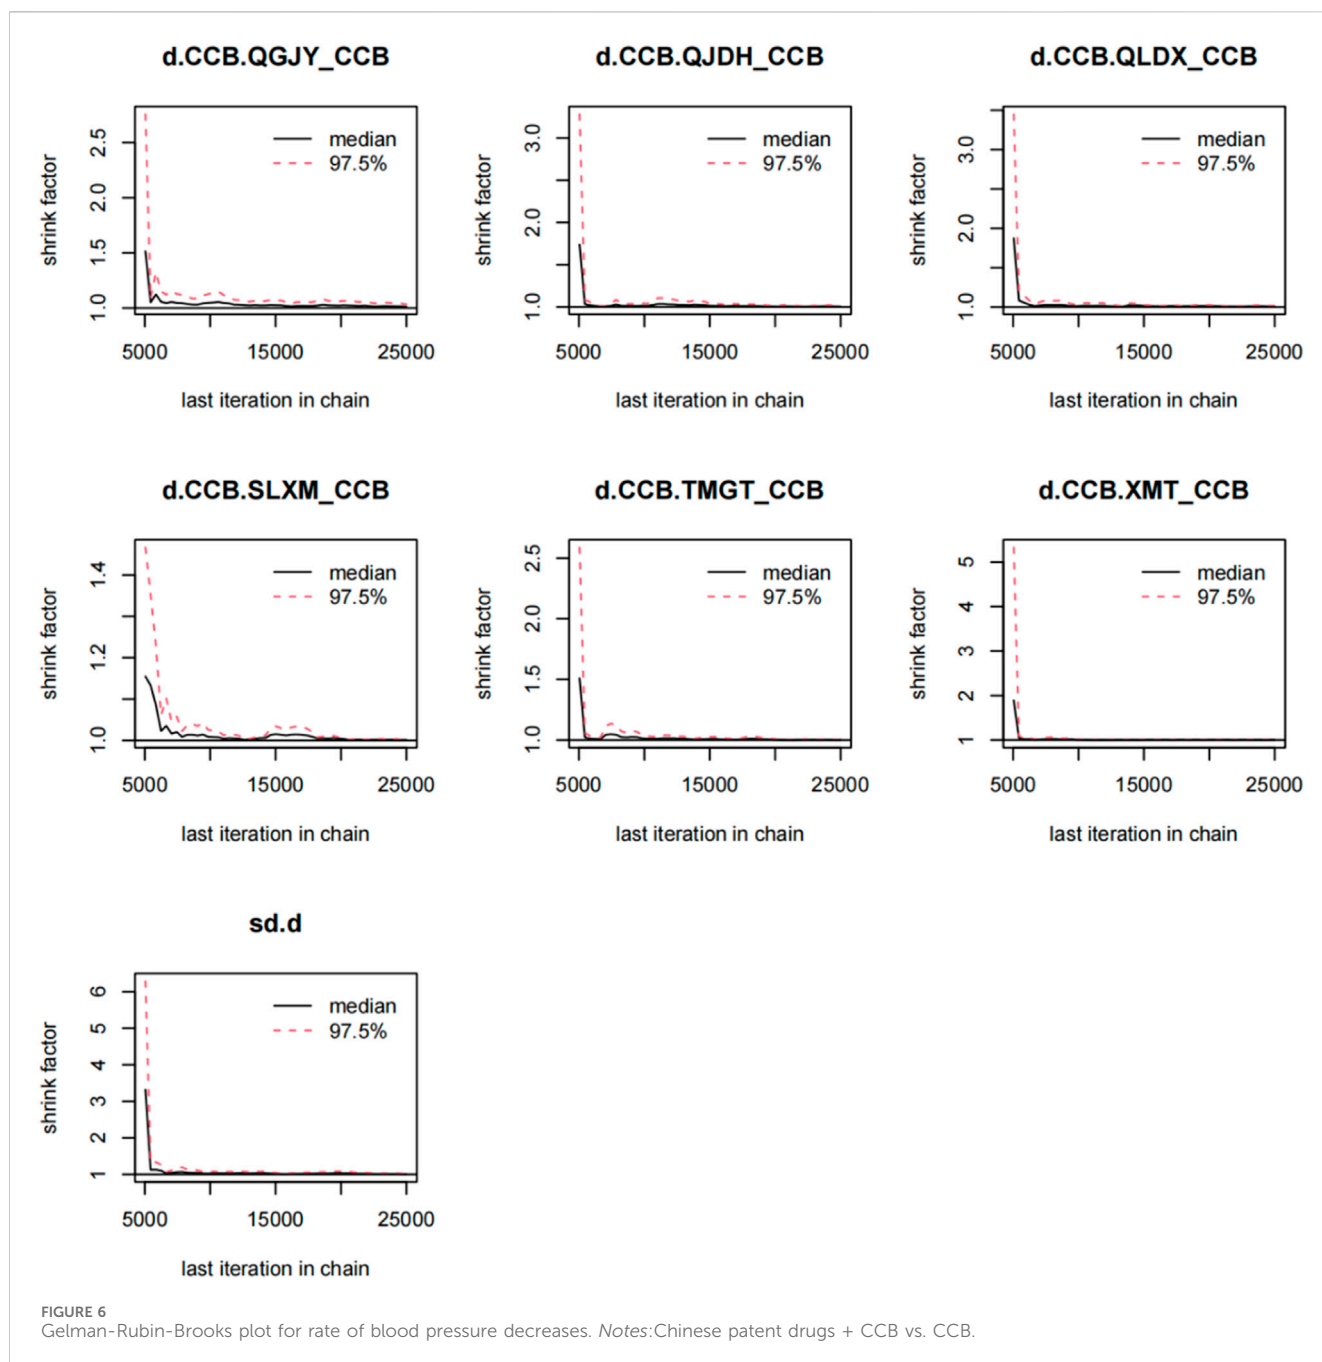 d.CCB.QGJY_CCB
shrink factor
1.0 1.5 2.0 2.5
median
97.5%
5000 15000 25000
last iteration in chain
d.CCB.QJDH_CCB
shrink factor
1.0 2.0 3.0
median
97.5%
5000 15000 25000
last iteration in chain
d.CCB.QLDX_CCB
shrink factor
1.0 2.0 3.0
median
97.5%
5000 15000 25000
last iteration in chain
d.CCB.SLXM_CCB
shrink factor
1.0 1.2 1.4
median
97.5%
5000 15000 25000
last iteration in chain
d.CCB.TMGT_CCB
shrink factor
1.0 1.5 2.0 2.5
median
97.5%
5000 15000 25000
last iteration in chain
d.CCB.XMT_CCB
shrink factor
1 2 3 4 5
median
97.5%
5000 15000 25000
last iteration in chain
sd.d
shrink factor
1 2 3 4 5 6
median
97.5%
5000 15000 25000
last iteration in chain
FIGURE 6
Gelman-Rubin-Brooks plot for rate of blood pressure decreases. Notes:Chinese patent drugs + CCB vs. CCB.